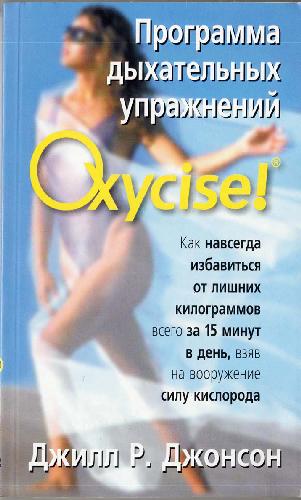 Программа
дыхательных
упражнений
Oxycise!®
Как навсегда
избавиться
от лишних
килограммов
всего за 15 минут
в день, взяв
на вооружение
силу кислорода
Джилл Р. Джонсон